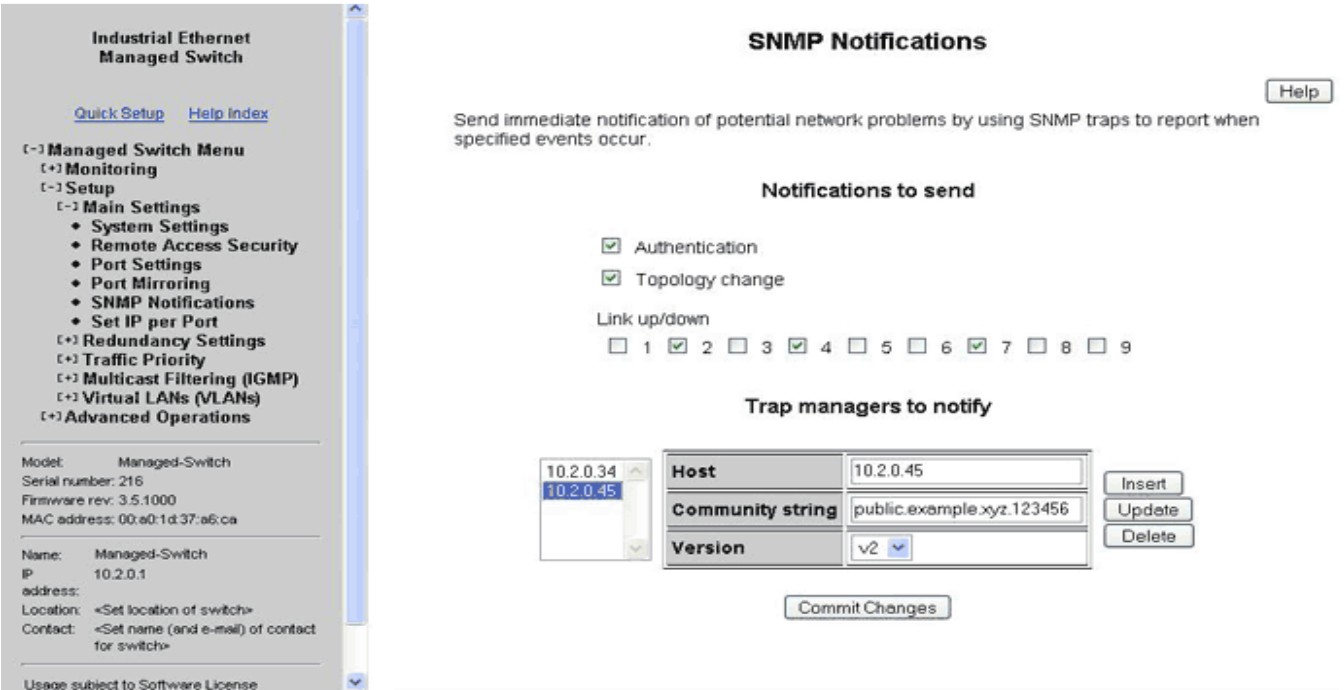 Industrial Ethernet
Managed Switch
Quick Setup Help Index
[-] Managed Switch Menu
[+] Monitoring
[-] Setup
[-] Main Settings
System Settings
Remote Access Security
Port Settings
Port Mirroring
SNMP Notifications
Set IP per Port
[+] Redundancy Settings
[+] Traffic Priority
[+] Multicast Filtering (IGMP)
[+] Virtual LANs (VLANs)
[+] Advanced Operations
Model: Managed-Switch
Serial number: 216
Firmware rev: 3.5.1000
MAC address: 00:a0:1d:37:a6:ca
Name: Managed-Switch
IP address: 10.2.0.1
Location: <Set location of switch>
Contact: <Set name (and e-mail) of contact
for switch>
Usage subject to Software License
SNMP Notifications
Help
Send immediate notification of potential network problems by using SNMP traps to report when
specified events occur.
Notifications to send
Authentication
Topology change
Link up/down
1 2 3 4 5 6 7 8 9
Trap managers to notify
10.2.0.34
10.2.0.45
Host 10.2.0.45
Community string public.example.xyz.123456
Version v2
Insert
Update
Delete
Commit Changes